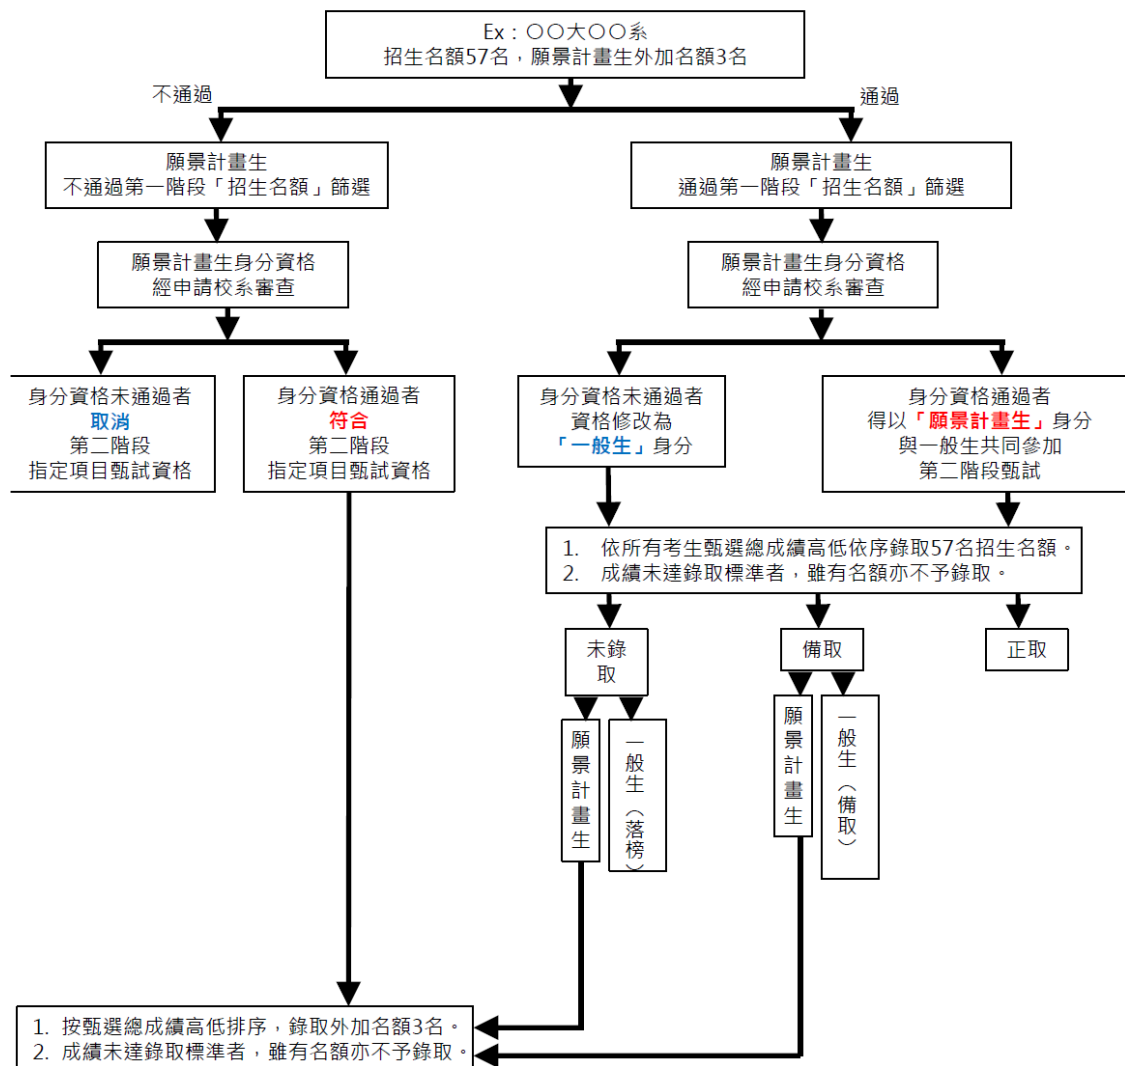 Ex：〇〇大〇〇系
招生名額57名，願景計畫生外加名額3名
不通過
通過
願景計畫生
不通過第一階段「招生名額」篩選
願景計畫生
通過第一階段「招生名額」篩選
願景計畫生身分資格
經申請校系審查
願景計畫生身分資格
經申請校系審查
身分資格未通過者
取消
第二階段
指定項目甄試資格
身分資格通過者
符合
第二階段
指定項目甄試資格
身分資格未通過者
資格修改為
「一般生」身分
身分資格通過者
得以「願景計畫生」身分
與一般生共同參加
第二階段甄試
1. 依所有考生甄選總成績高低依序錄取57名招生名額。
2. 成績未達錄取標準者，雖有名額亦不予錄取。
未錄
取
備取
正取
願景計畫生
一般生（落榜）
願景計畫生
一般生（備取）
1. 按甄選總成績高低排序，錄取外加名額3名。
2. 成績未達錄取標準者，雖有名額亦不予錄取。